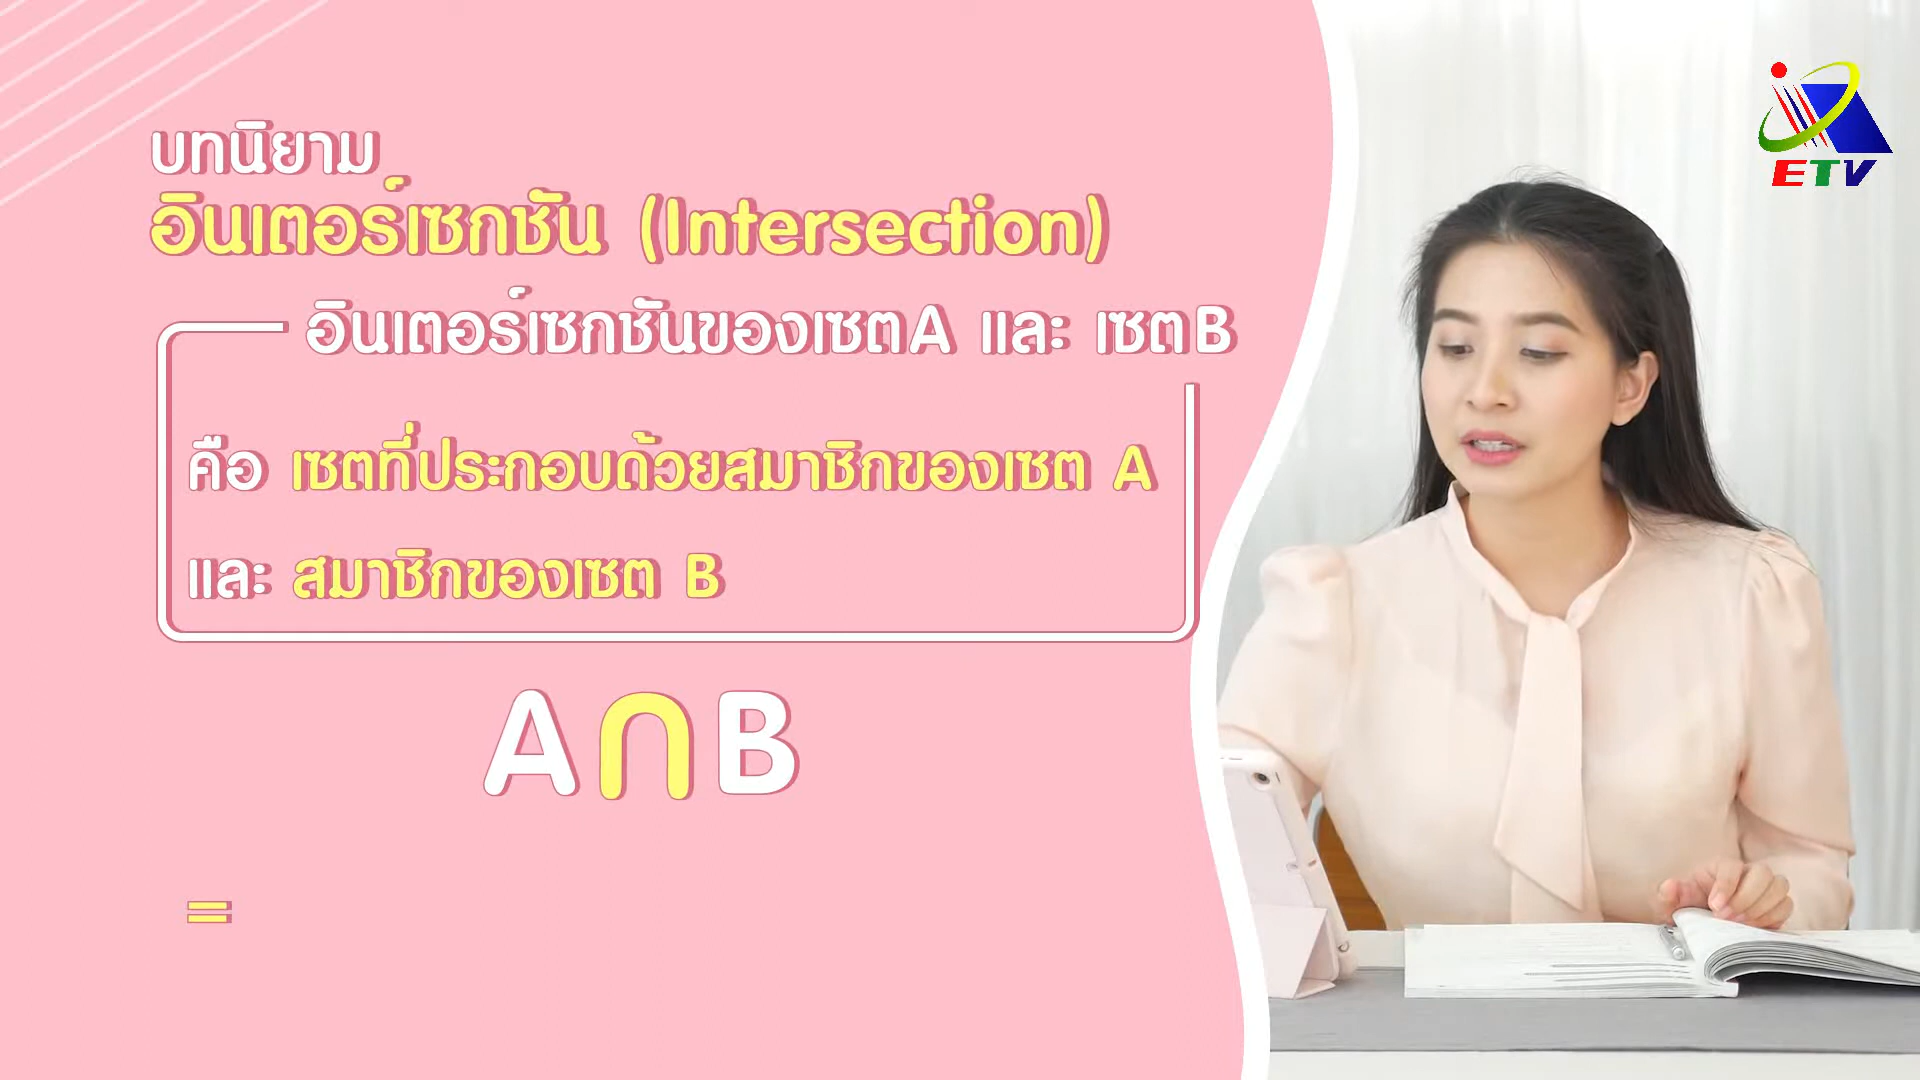 บทนิยาม
อินเตอร์เซกชัน (Intersection)
อินเตอร์เซกชันของเซตA และ เซตB
คือ เซตที่ประกอบด้วยสมาชิกของเซต A
และ สมาชิกของเซต B
A∩B
=
ETV